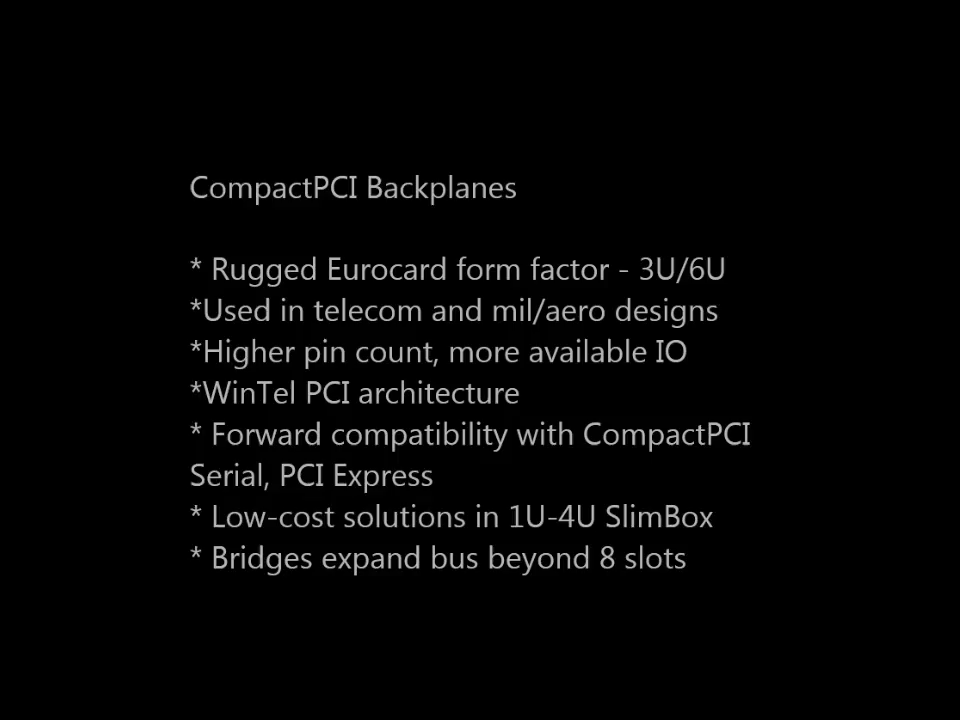 CompactPCI Backplanes
* Rugged Eurocard form factor - 3U/6U
*Used in telecom and mil/aero designs
*Higher pin count, more available IO
*WinTel PCI architecture
* Forward compatibility with CompactPCI
Serial, PCI Express
* Low-cost solutions in 1U-4U SlimBox
* Bridges expand bus beyond 8 slots